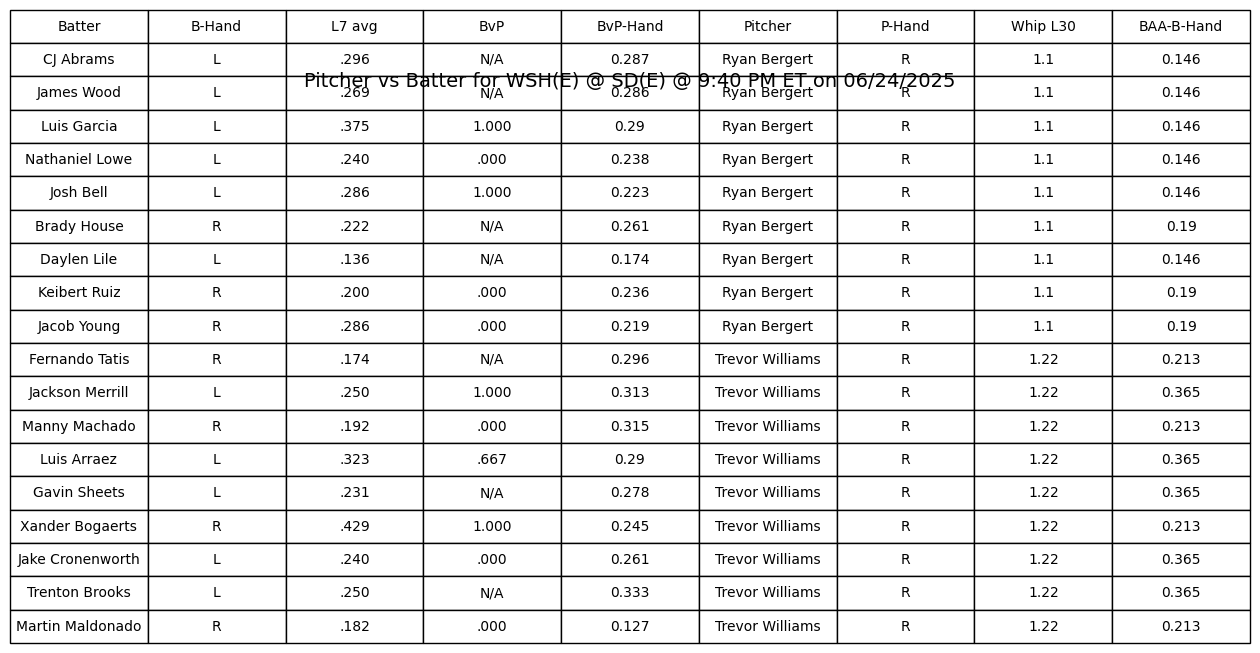 Batter B-Hand L7 avg BvP BvP-Hand Pitcher P-Hand Whip L30 BAA-B-Hand
CJ Abrams L .296 N/A 0.287 Ryan Bergert R 1.1 0.146
Pitcher vs Batter for WSH(E) @ SD(E) @ 9:40 PM ET on 06/24/2025
James Wood L .269 N/A 0.286 Ryan Bergert R 1.1 0.146
Luis Garcia L .375 1.000 0.29 Ryan Bergert R 1.1 0.146
Nathaniel Lowe L .240 .000 0.238 Ryan Bergert R 1.1 0.146
Josh Bell L .286 1.000 0.223 Ryan Bergert R 1.1 0.146
Brady House R .222 N/A 0.261 Ryan Bergert R 1.1 0.19
Daylen Lile L .136 N/A 0.174 Ryan Bergert R 1.1 0.146
Keibert Ruiz R .200 .000 0.236 Ryan Bergert R 1.1 0.19
Jacob Young R .286 .000 0.219 Ryan Bergert R 1.1 0.19
Fernando Tatis R .174 N/A 0.296 Trevor Williams R 1.22 0.213
Jackson Merrill L .250 1.000 0.313 Trevor Williams R 1.22 0.365
Manny Machado R .192 .000 0.315 Trevor Williams R 1.22 0.213
Luis Arraez L .323 .667 0.29 Trevor Williams R 1.22 0.365
Gavin Sheets L .231 N/A 0.278 Trevor Williams R 1.22 0.365
Xander Bogaerts R .429 1.000 0.245 Trevor Williams R 1.22 0.213
Jake Cronenworth L .240 .000 0.261 Trevor Williams R 1.22 0.365
Trenton Brooks L .250 N/A 0.333 Trevor Williams R 1.22 0.365
Martin Maldonado R .182 .000 0.127 Trevor Williams R 1.22 0.213